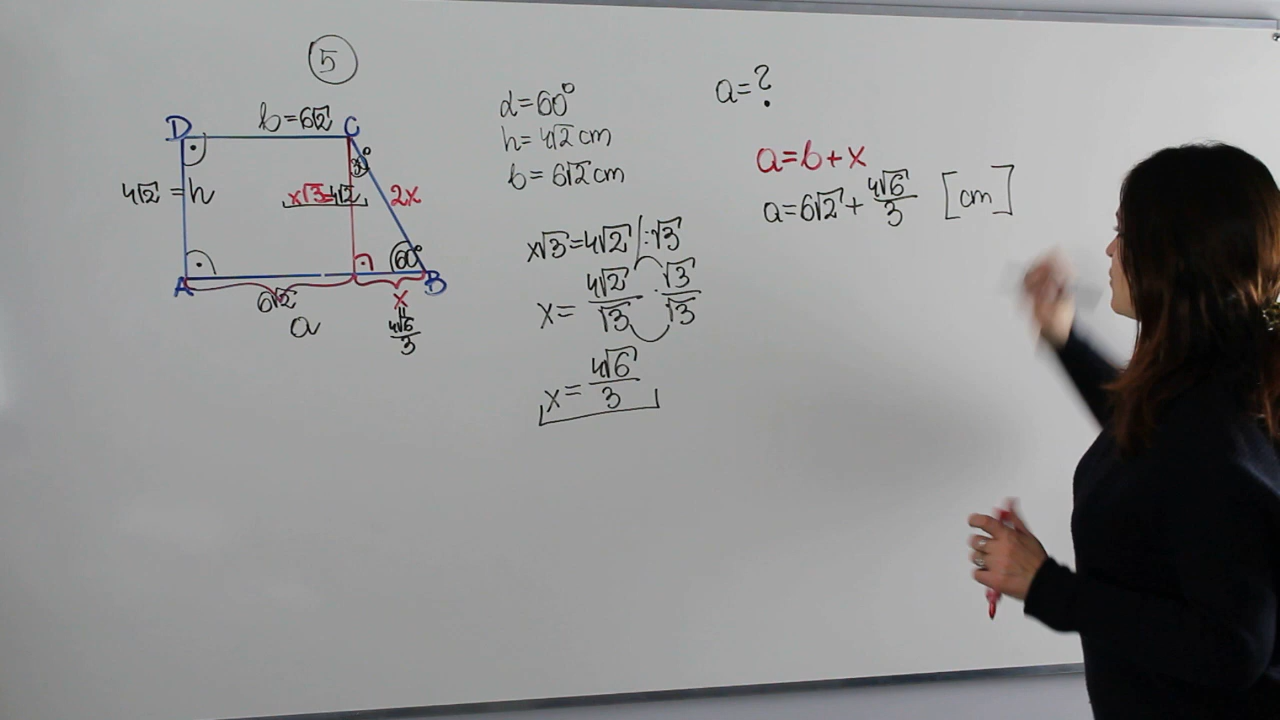 5
D
b=6√2
C
30°
4√2 = h
x√3=4√2
2x
60°
A
B
6√2
x
=
a
4√6/3
α=60°
h=4√2 cm
b=6√2 cm
x√3=4√2 /:√3
x= 4√2/√3 · √3/√3
x= 4√6/3
a=?
a=b+x
a=6√2+ 4√6/3 [cm]